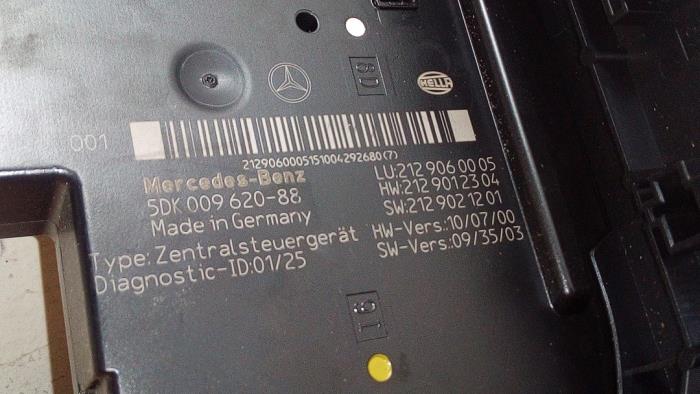 8D
HELLA
001
2129060005151004292680(7)
Mercedes-Benz
5DK 009 620-88
Made in Germany
Type: Zentralsteuergerät
Diagnostic-ID:01/25
LU:212 906 00 05
HW:212 901 23 04
SW:212 902 12 01
HW-Vers.:10/07/00
SW-Vers.:09/35/03